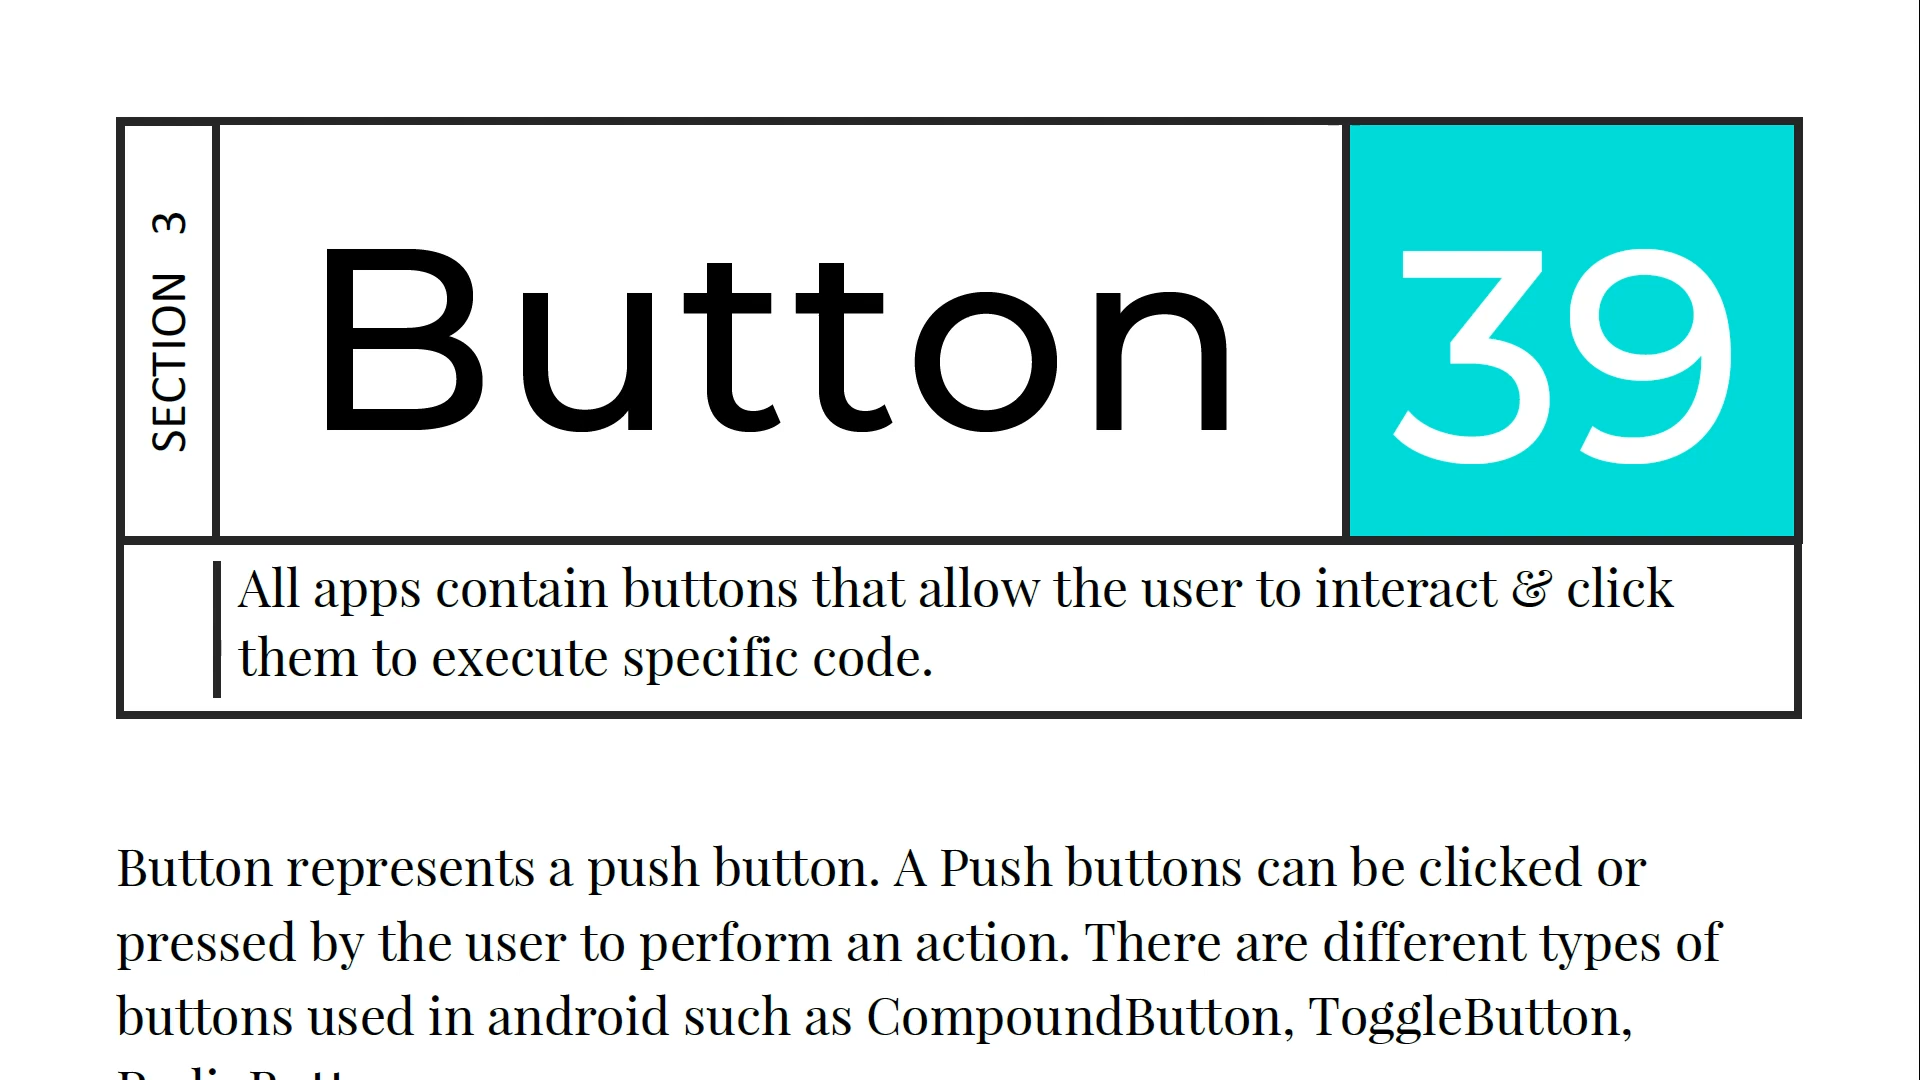 SECTION 3
Button
39
All apps contain buttons that allow the user to interact & click
them to execute specific code.
Button represents a push button. A Push buttons can be clicked or
pressed by the user to perform an action. There are different types of
buttons used in android such as CompoundButton, ToggleButton,